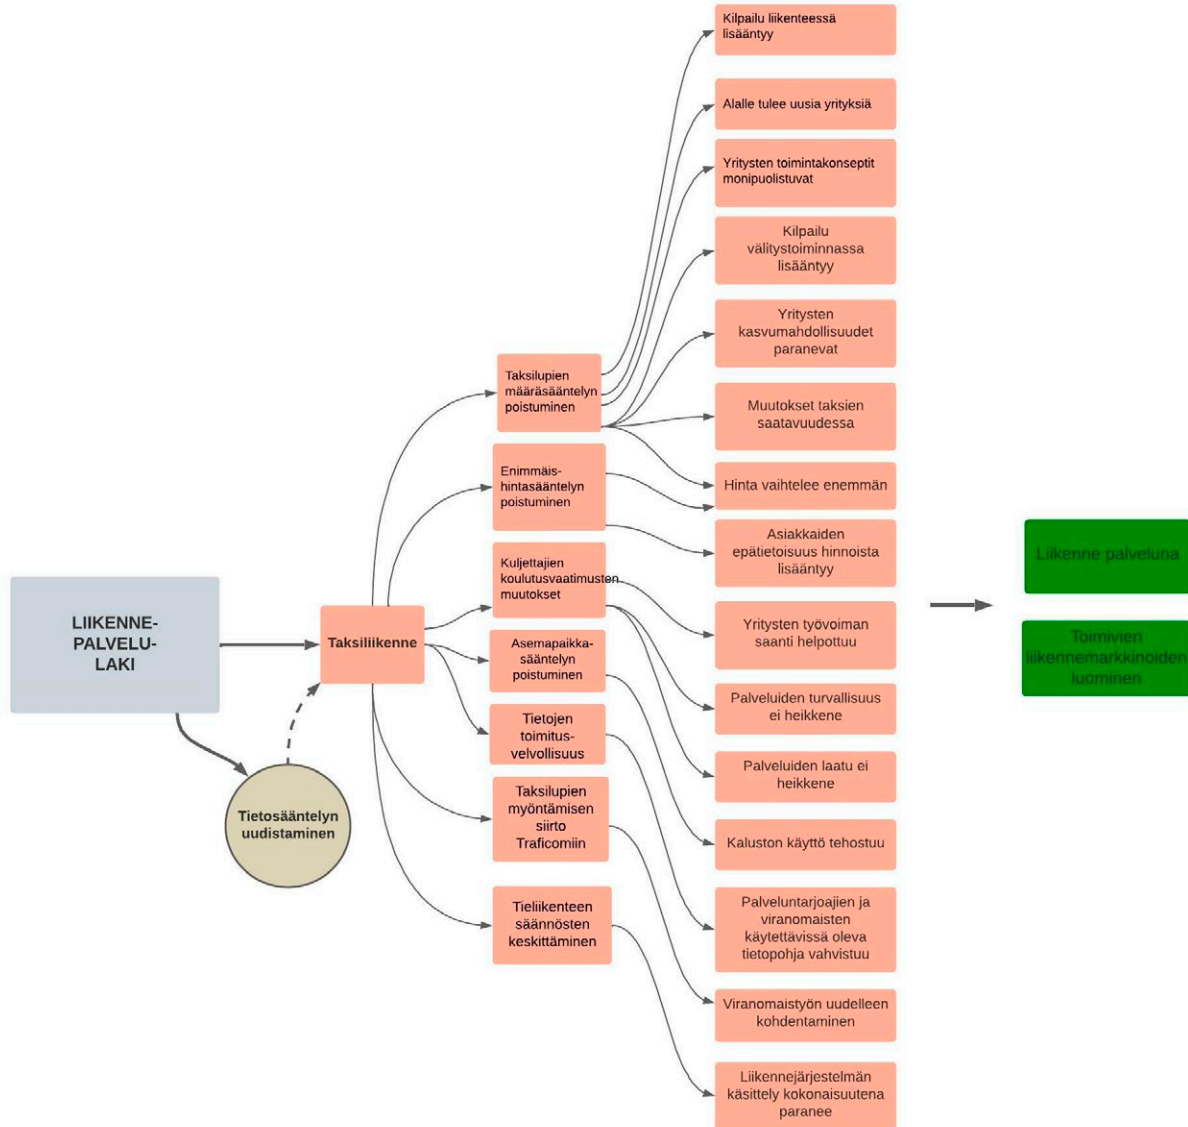 LIIKENNE-
PALVELU-
LAKI
Tietosääntelyn
uudistaminen
Taksiliikenne
Taksilupien
määräsääntelyn
poistuminen
Enimmäis-
hintasääntelyn
poistuminen
Kuljettajien
koulutusvaatimusten
muutokset
Asemapaikka-
sääntelyn
poistuminen
Tietojen
toimitus-
velvollisuus
Taksilupien
myöntämisen
siirto
Traficomiin
Tieliikenteen
säännösten
keskittäminen
Kilpailu liikenteessä
lisääntyy
Alalle tulee uusia yrityksiä
Yritysten toimintakonseptit
monipuolistuvat
Kilpailu
välitystoiminnassa
lisääntyy
Yritysten
kasvumahdollisuudet
paranevat
Muutokset taksien
saatavuudessa
Hinta vaihtelee enemmän
Asiakkaiden
epätietoisuus hinnoista
lisääntyy
Yritysten työvoiman
saanti helpottuu
Palveluiden turvallisuus
ei heikkene
Palveluiden laatu ei
heikkene
Kaluston käyttö tehostuu
Palveluntarjoajien ja
viranomaisten
käytettävissä oleva
tietopohja vahvistuu
Viranomaistyön uudelleen
kohdentaminen
Liikennejärjestelmän
käsittely kokonaisuutena
paranee
Liikenne palveluna
Toimivien
liikennemarkkinoiden
luominen